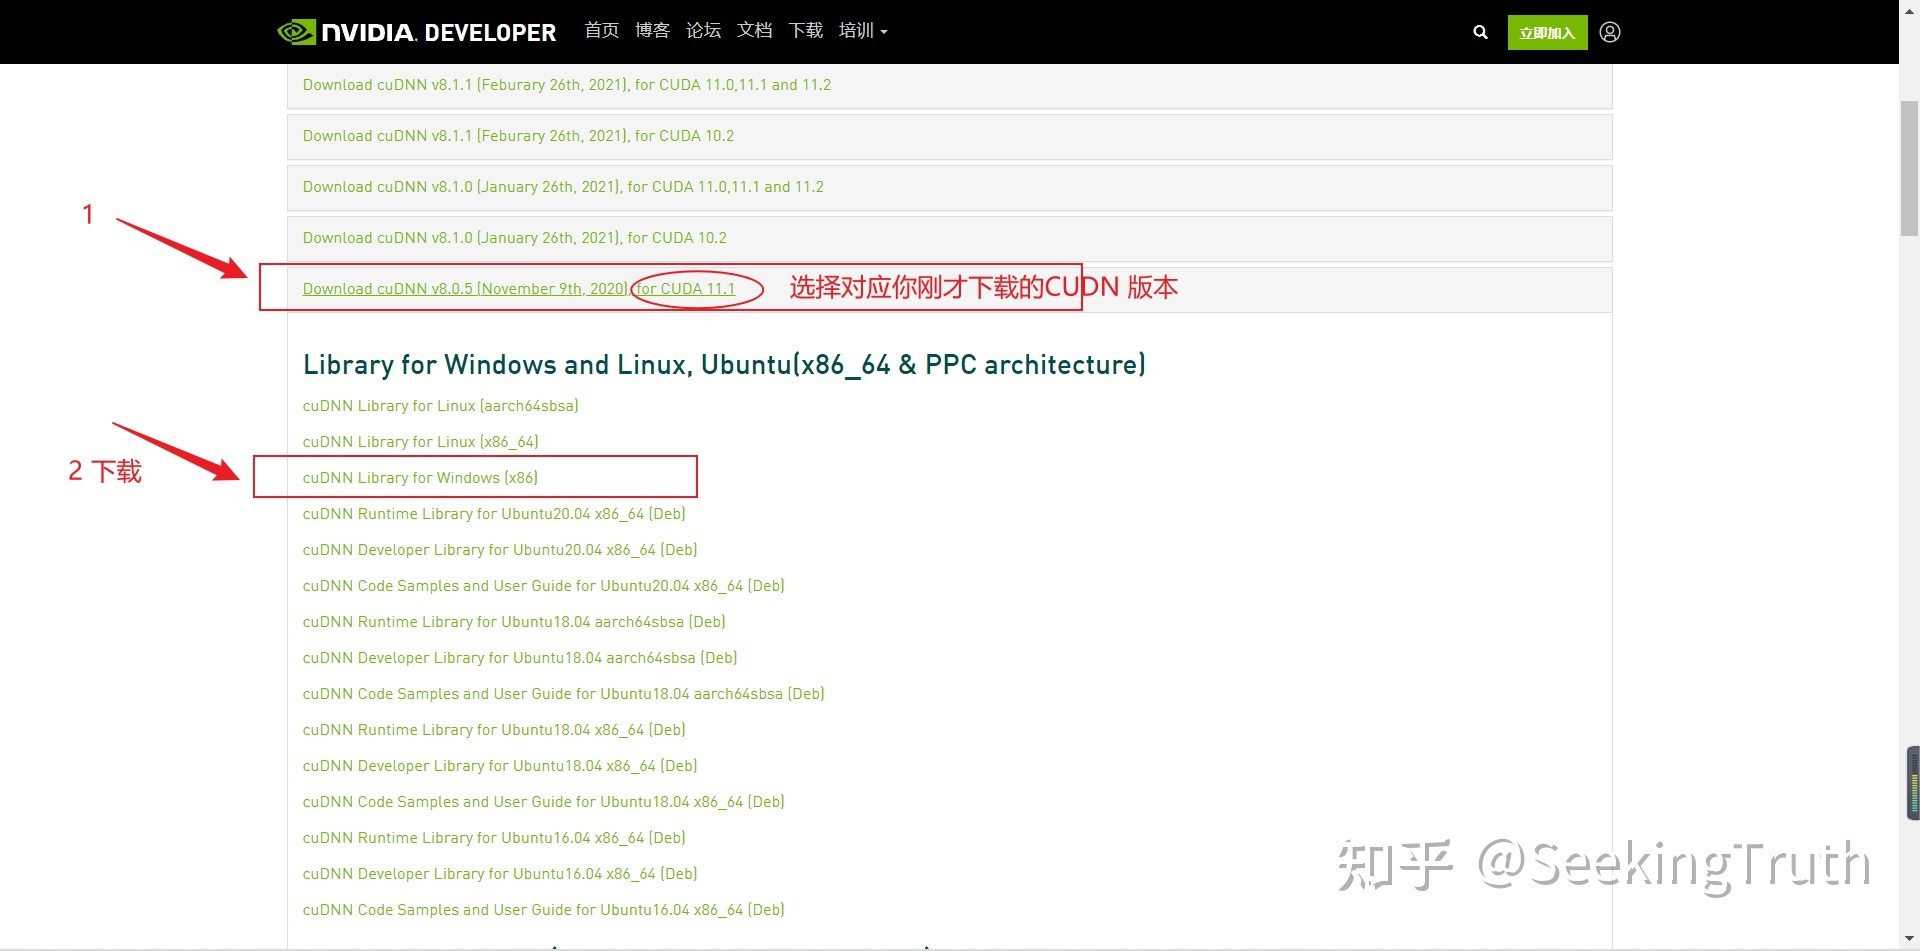 NVIDIA. DEVELOPER 首页 博客 论坛 文档 下载 培训 立即加入
Download cuDNN v8.1.1 (Feburary 26th, 2021), for CUDA 11.0,11.1 and 11.2
Download cuDNN v8.1.1 (Feburary 26th, 2021), for CUDA 10.2
Download cuDNN v8.1.0 (January 26th, 2021), for CUDA 11.0,11.1 and 11.2
1
Download cuDNN v8.1.0 (January 26th, 2021), for CUDA 10.2
Download cuDNN v8.0.5 (November 9th, 2020), for CUDA 11.1 选择对应你刚才下载的CUDN 版本
Library for Windows and Linux, Ubuntu(x86_64 & PPC architecture)
cuDNN Library for Linux (aarch64sbsa)
cuDNN Library for Linux (x86_64)
2 下载
cuDNN Library for Windows (x86)
cuDNN Runtime Library for Ubuntu20.04 x86_64 (Deb)
cuDNN Developer Library for Ubuntu20.04 x86_64 (Deb)
cuDNN Code Samples and User Guide for Ubuntu20.04 x86_64 (Deb)
cuDNN Runtime Library for Ubuntu18.04 aarch64sbsa (Deb)
cuDNN Developer Library for Ubuntu18.04 aarch64sbsa (Deb)
cuDNN Code Samples and User Guide for Ubuntu18.04 aarch64sbsa (Deb)
cuDNN Runtime Library for Ubuntu18.04 x86_64 (Deb)
cuDNN Developer Library for Ubuntu18.04 x86_64 (Deb)
cuDNN Code Samples and User Guide for Ubuntu18.04 x86_64 (Deb)
cuDNN Runtime Library for Ubuntu16.04 x86_64 (Deb)
cuDNN Developer Library for Ubuntu16.04 x86_64 (Deb)
cuDNN Code Samples and User Guide for Ubuntu16.04 x86_64 (Deb)
知乎 @SeekingTruth